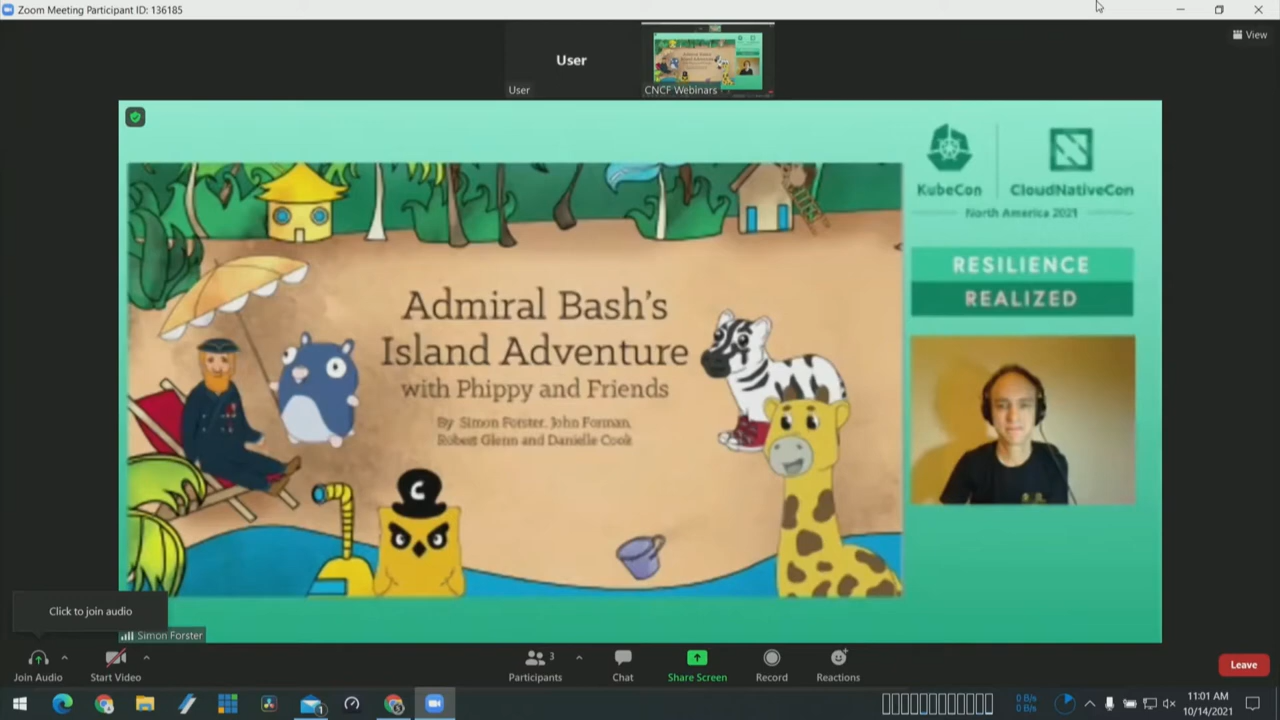 Zoom Meeting Participant ID: 136185
View
User
User
CNCF Webinars
KubeCon
CloudNativeCon
North America 2021
RESILIENCE
REALIZED
Admiral Bash's
Island Adventure
with Phippy and Friends
By Simon Forster, John Forman,
Robert Glenn and Danielle Cook
C
Click to join audio
Simon Forster
Join Audio
Start Video
Participants
3
Chat
Share Screen
Record
Reactions
Leave
0 B/s
0 B/s
11:01 AM
10/14/2021